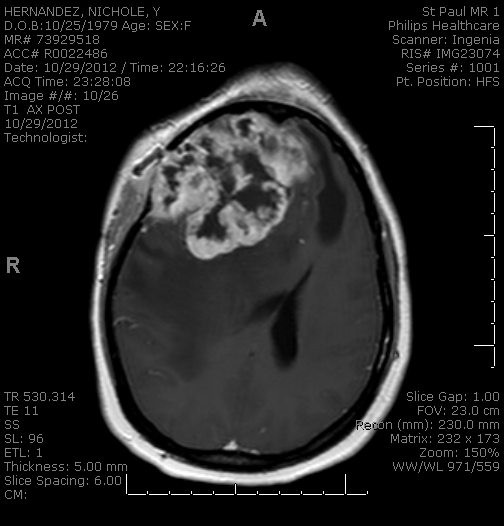 HERNANDEZ, NICHOLE, Y
D.O.B:10/25/1979 Age: SEX:F
MR# 73929518
ACC# R0022486
Date: 10/29/2012 / Time: 22:16:26
ACQ Time: 23:28:08
Image #/#: 10/26
T1 AX POST
10/29/2012
Technologist:
A
St Paul MR 1
Philips Healthcare
Scanner: Ingenia
RIS# IMG23074
Series #: 1001
Pt. Position: HFS
R
TR 530.314
TE 11
SS
SL: 96
ETL: 1
Thickness: 5.00 mm
Slice Spacing: 6.00
CM:
Slice Gap: 1.00
FOV: 23.0 cm
Recon (mm): 230.0 mm
Matrix: 232 x 173
Zoom: 150%
WW/WL 971/559